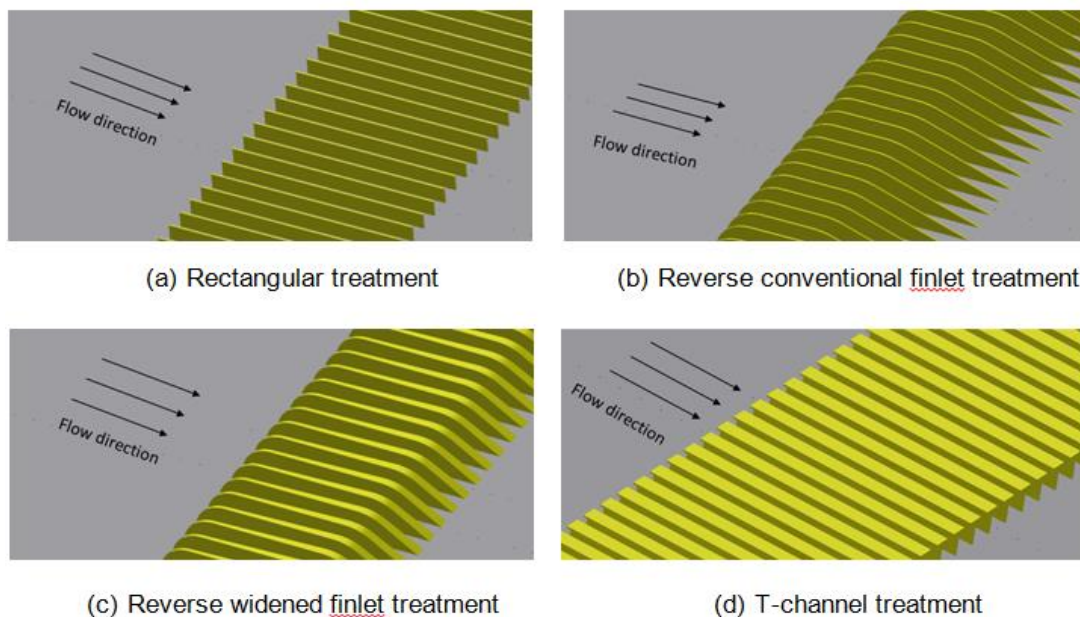 Flow direction
Flow direction
(a) Rectangular treatment
(b) Reverse conventional finlet treatment
Flow direction
Flow direction
(c) Reverse widened finlet treatment
(d) T-channel treatment